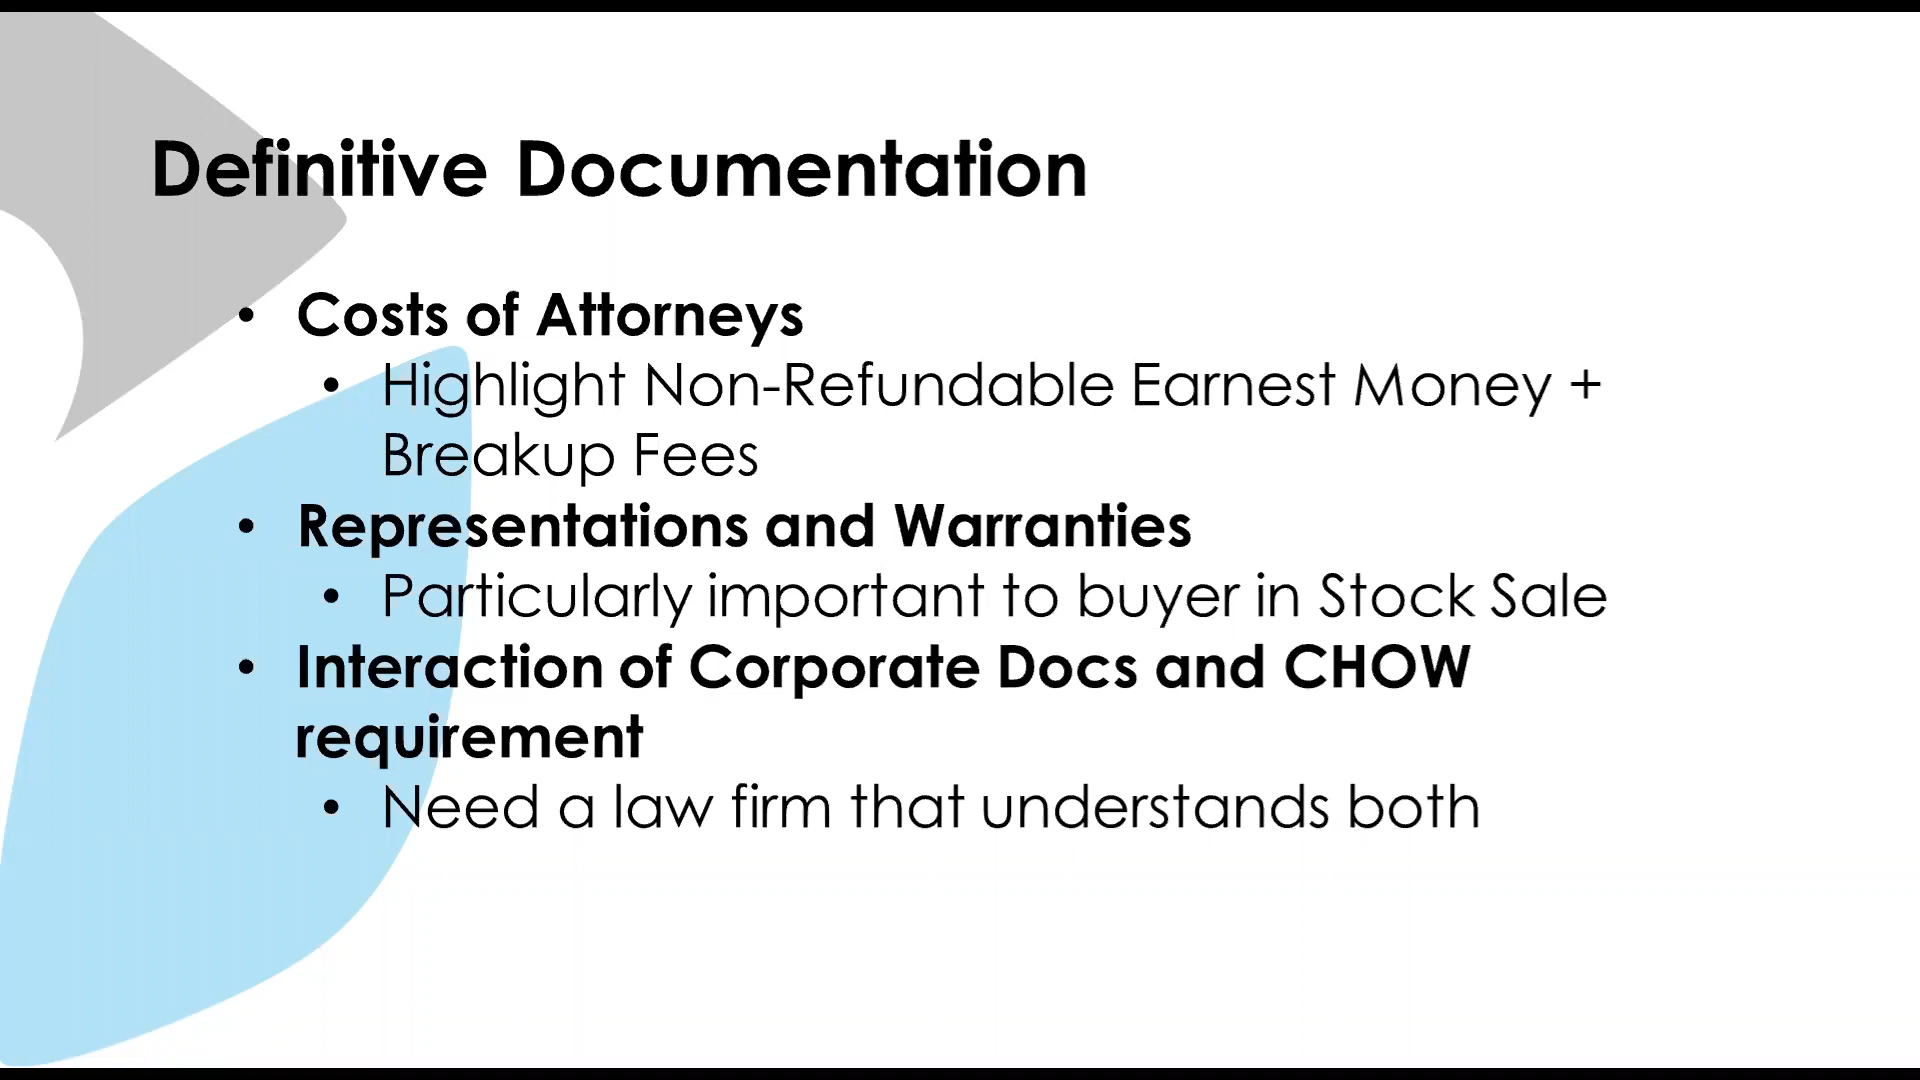 Definitive Documentation
• Costs of Attorneys
• Highlight Non-Refundable Earnest Money +
Breakup Fees
• Representations and Warranties
• Particularly important to buyer in Stock Sale
• Interaction of Corporate Docs and CHOW
requirement
• Need a law firm that understands both